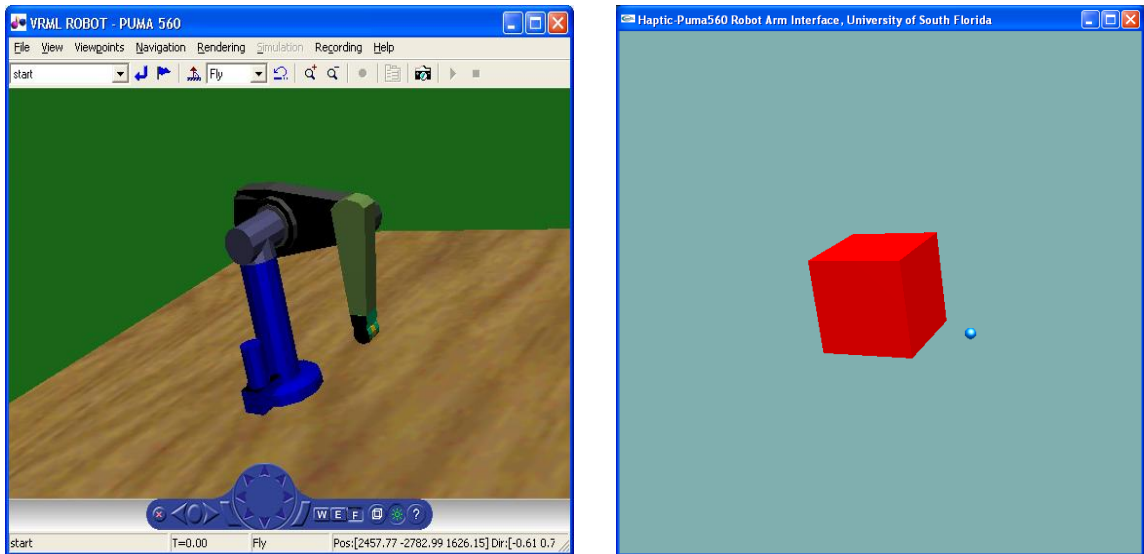 VRML ROBOT - PUMA 560
File View Viewpoints Navigation Rendering Simulation Recording Help
start Fly
W E F ?
start T=0.00 Fly Pos:[2457.77 -2782.99 1626.15] Dir:[-0.61 0.7
Haptic-Puma560 Robot Arm Interface, University of South Florida